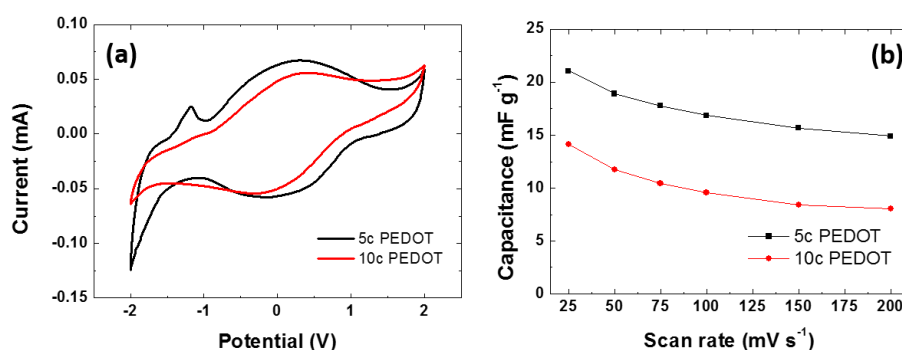 (a)
0.10
0.05
0.00
-0.05
-0.10
-0.15
Current (mA)
-2
-1
0
1
2
Potential (V)
5c PEDOT
10c PEDOT
(b)
25
20
15
10
5
0
Capacitance (mF g⁻¹)
25
50
75
100
125
150
175
200
Scan rate (mV s⁻¹)
5c PEDOT
10c PEDOT